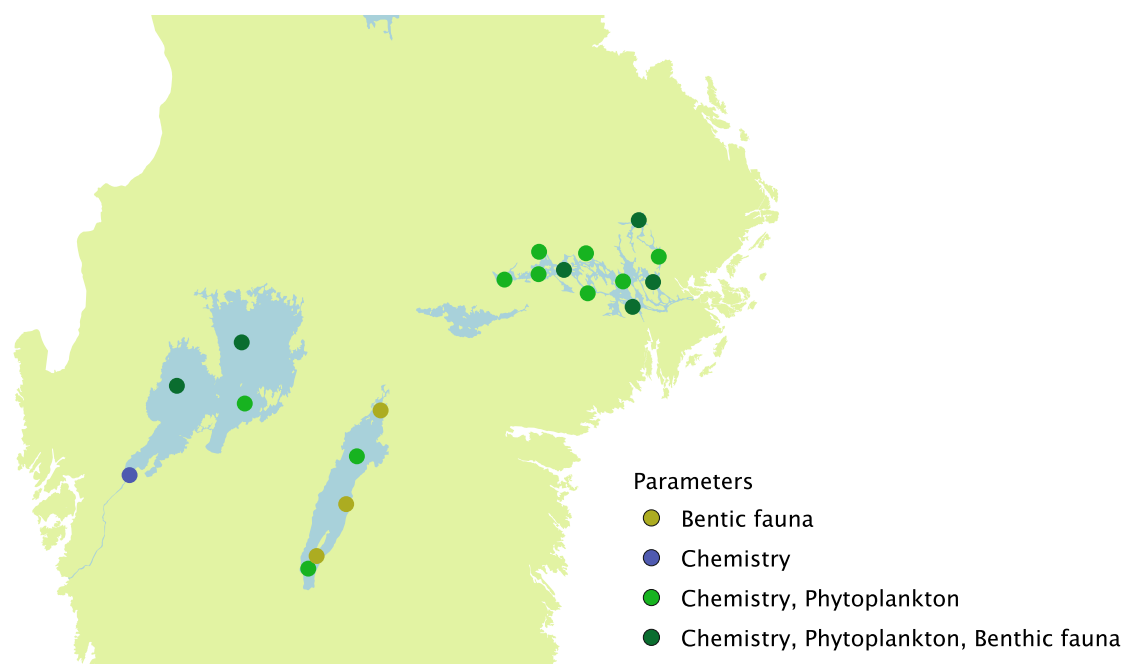 Parameters
Bentic fauna
Chemistry
Chemistry, Phytoplankton
Chemistry, Phytoplankton, Benthic fauna